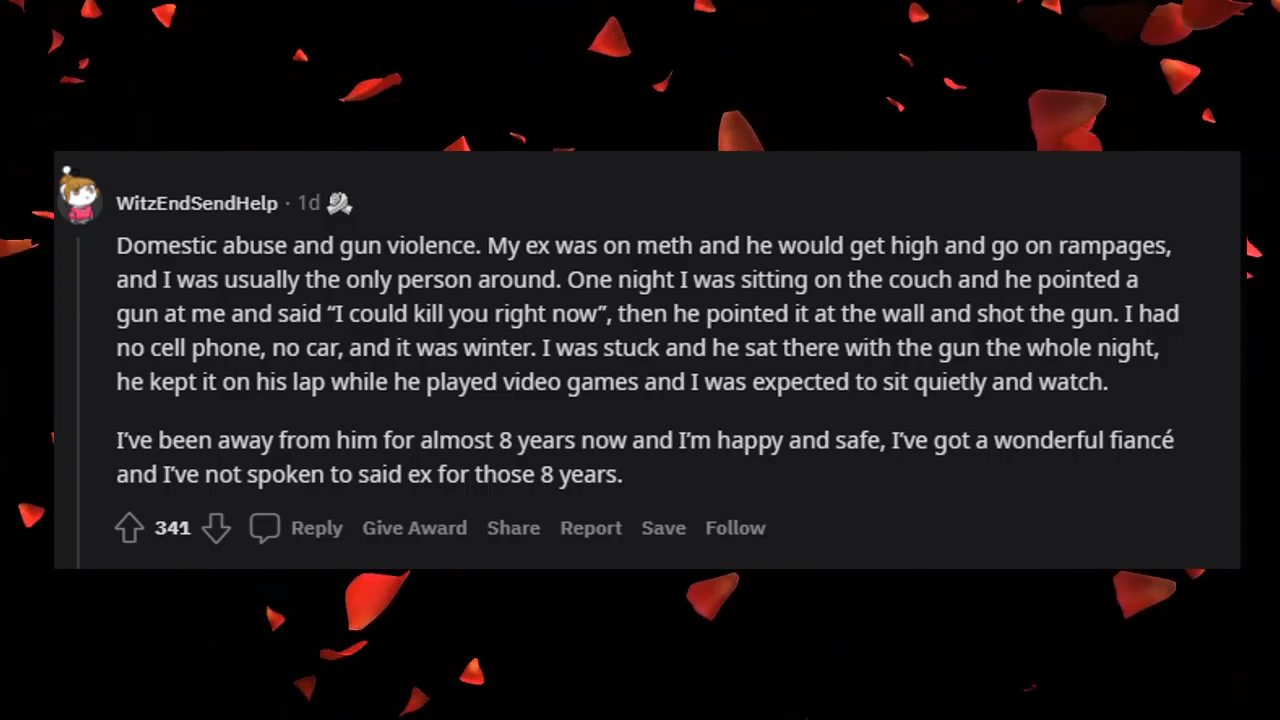 WitzEndSendHelp · 1d
Domestic abuse and gun violence. My ex was on meth and he would get high and go on rampages,
and I was usually the only person around. One night I was sitting on the couch and he pointed a
gun at me and said “I could kill you right now”, then he pointed it at the wall and shot the gun. I had
no cell phone, no car, and it was winter. I was stuck and he sat there with the gun the whole night,
he kept it on his lap while he played video games and I was expected to sit quietly and watch.
I’ve been away from him for almost 8 years now and I’m happy and safe, I’ve got a wonderful fiancé
and I’ve not spoken to said ex for those 8 years.
341 Reply Give Award Share Report Save Follow